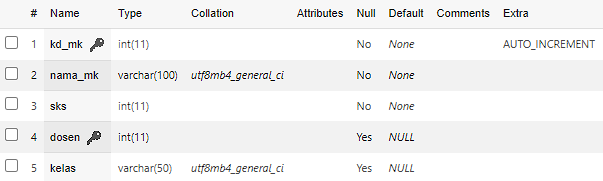 # Name Type Collation Attributes Null Default Comments Extra
1 kd_mk int(11) No None AUTO_INCREMENT
2 nama_mk varchar(100) utf8mb4_general_ci No None
3 sks int(11) No None
4 dosen int(11) Yes NULL
5 kelas varchar(50) utf8mb4_general_ci Yes NULL